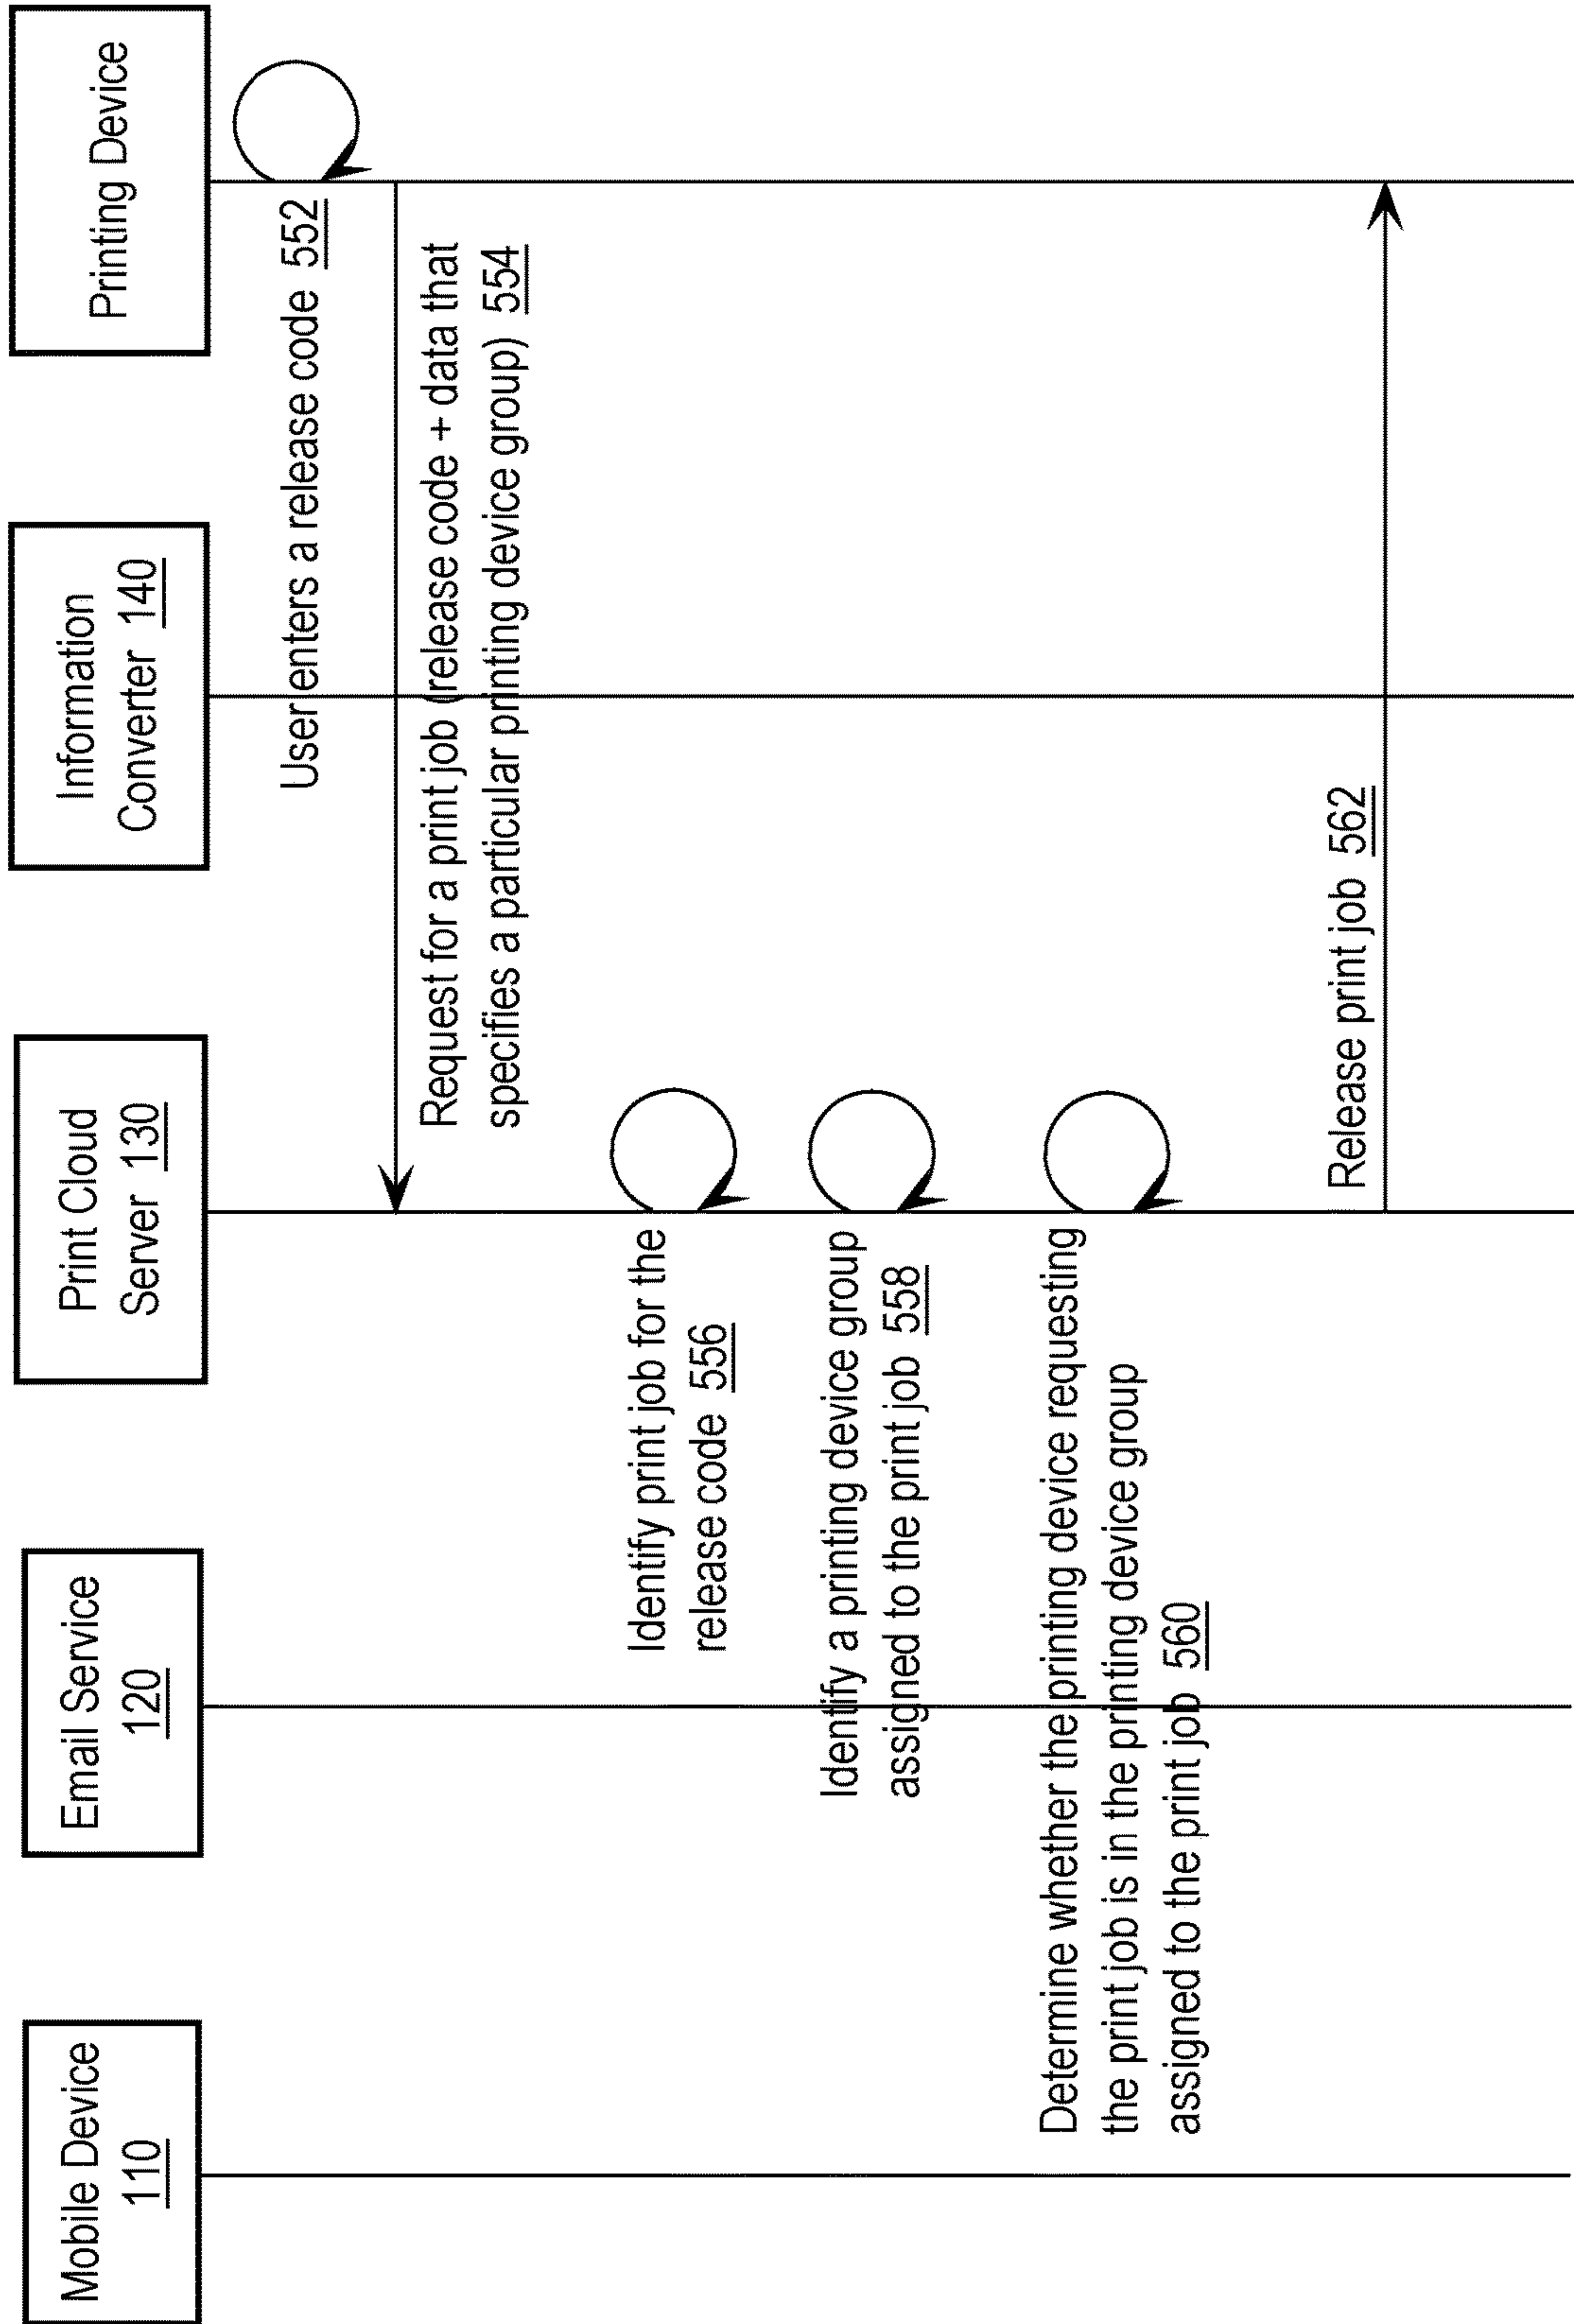 Mobile Device
110
Email Service
120
Print Cloud
Server 130
Information
Converter 140
Printing Device
User enters a release code 552
Request for a print job (release code + data that
specifies a particular printing device group) 554
Identify print job for the
release code 556
Identify a printing device group
assigned to the print job 558
Determine whether the printing device requesting
the print job is in the printing device group
assigned to the print job 560
Release print job 562